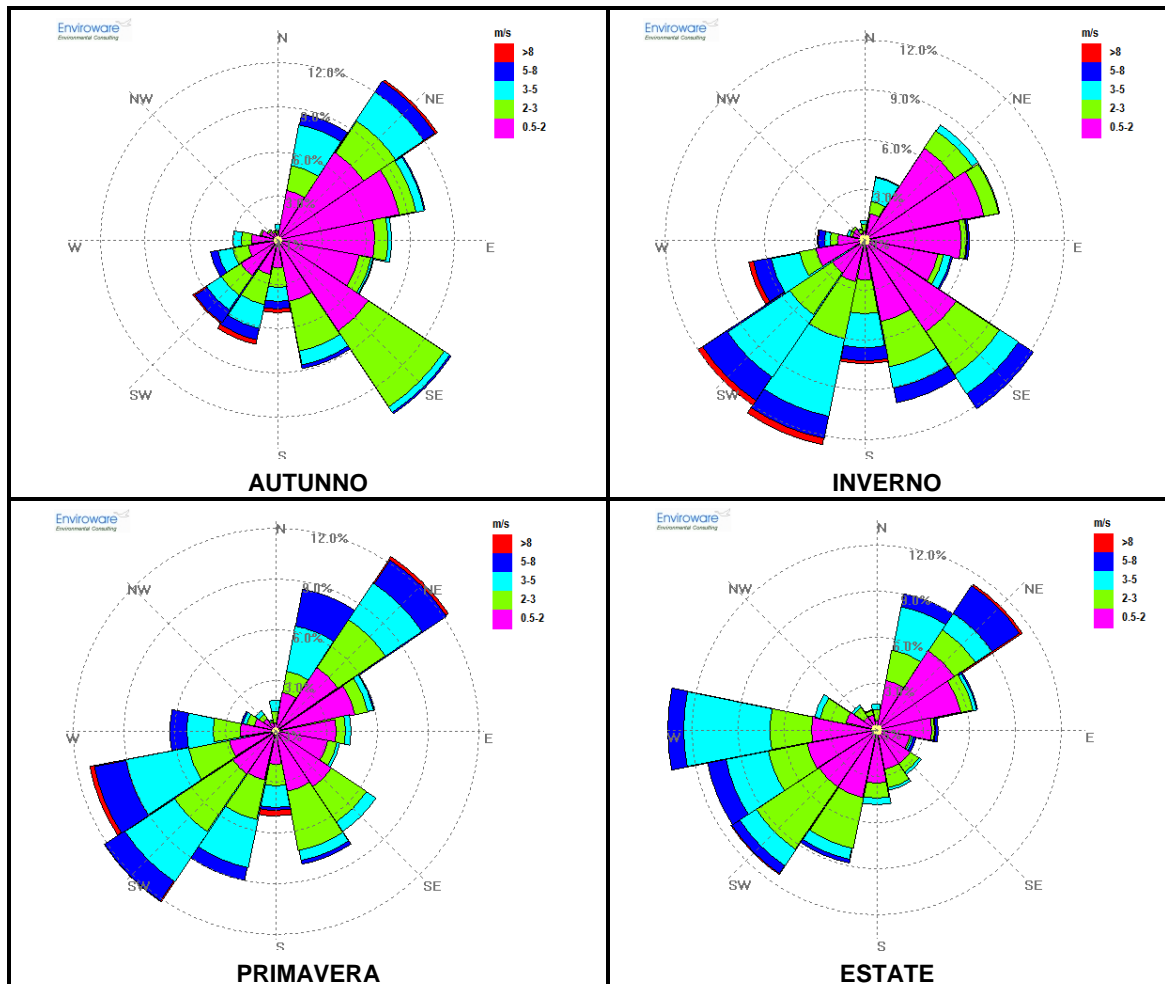 Enviroware
Environmental Consulting
m/s
>8
5-8
3-5
2-3
0.5-2
N
12.0%
NW
NE
9.0%
6.0%
3.0%
W
E
SW
SE
S
AUTUNNO
Enviroware
Environmental Consulting
m/s
>8
5-8
3-5
2-3
0.5-2
N
12.0%
NW
9.0%
NE
6.0%
3.0%
W
E
SW
SE
S
INVERNO
Enviroware
Environmental Consulting
m/s
>8
5-8
3-5
2-3
0.5-2
N
12.0%
NW
9.0%
NE
6.0%
3.0%
W
E
SW
SE
S
PRIMAVERA
Enviroware
Environmental Consulting
m/s
>8
5-8
3-5
2-3
0.5-2
N
12.0%
NW
NE
9.0%
6.0%
3.0%
W
E
SW
SE
S
ESTATE